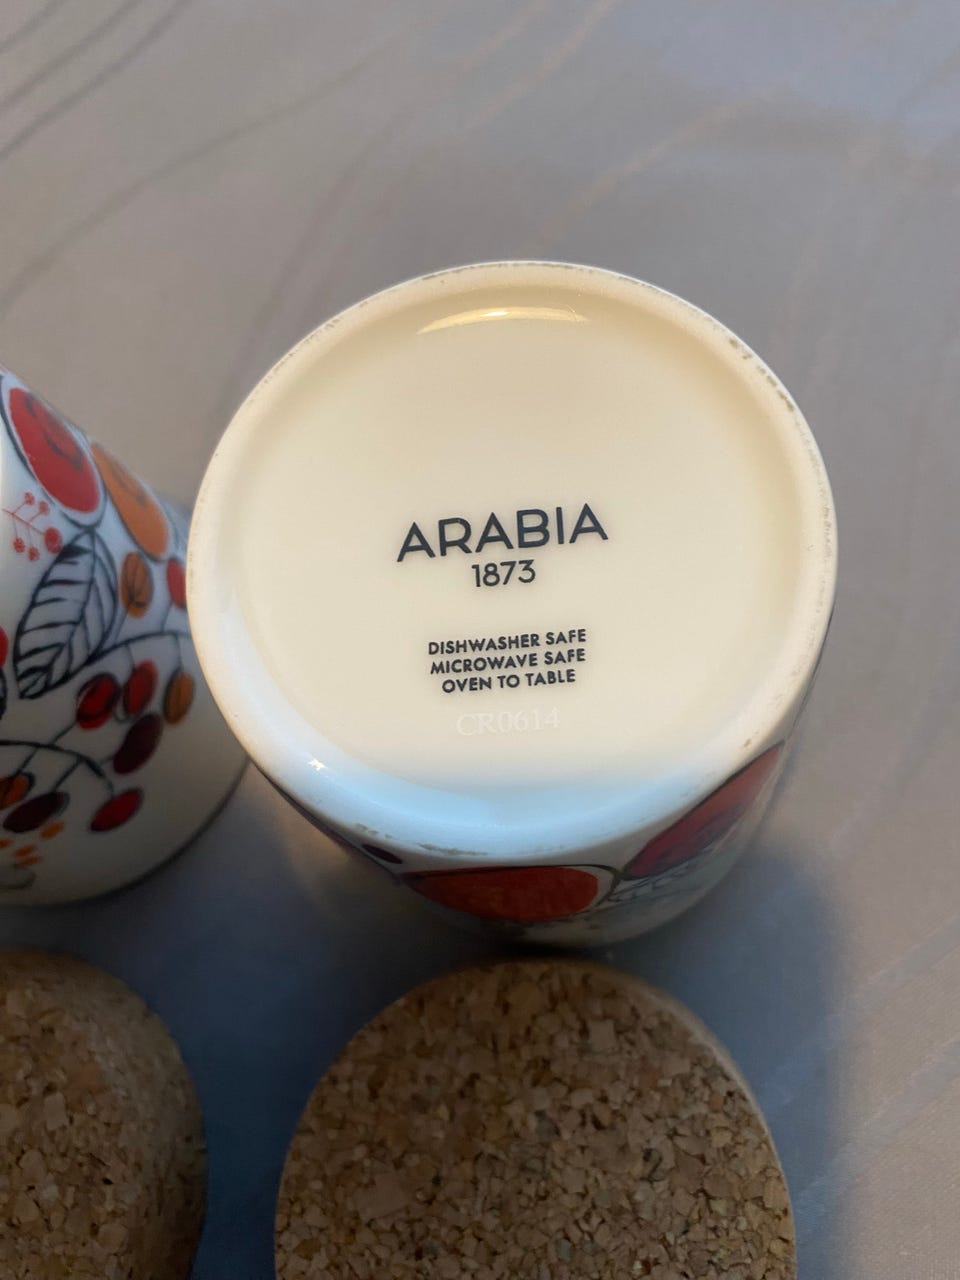 ARABIA
1873
DISHWASHER SAFE
MICROWAVE SAFE
OVEN TO TABLE
CR0614